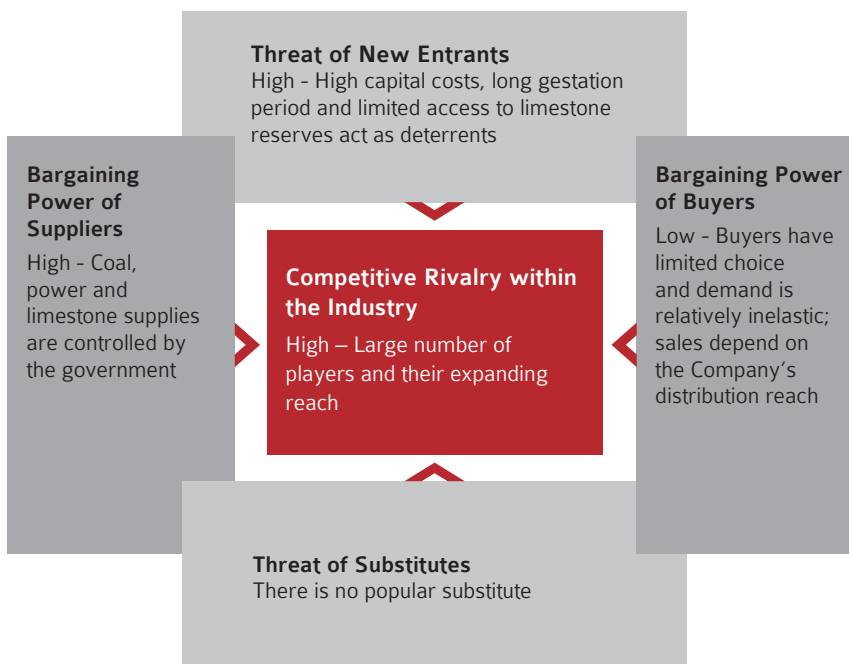 Threat of New Entrants
High - High capital costs, long gestation
period and limited access to limestone
reserves act as deterrents
Bargaining
Power of
Suppliers
High - Coal,
power and
limestone supplies
are controlled by
the government
Competitive Rivalry within
the Industry
High – Large number of
players and their expanding
reach
Bargaining Power
of Buyers
Low - Buyers have
limited choice
and demand is
relatively inelastic;
sales depend on
the Company's
distribution reach
Threat of Substitutes
There is no popular substitute